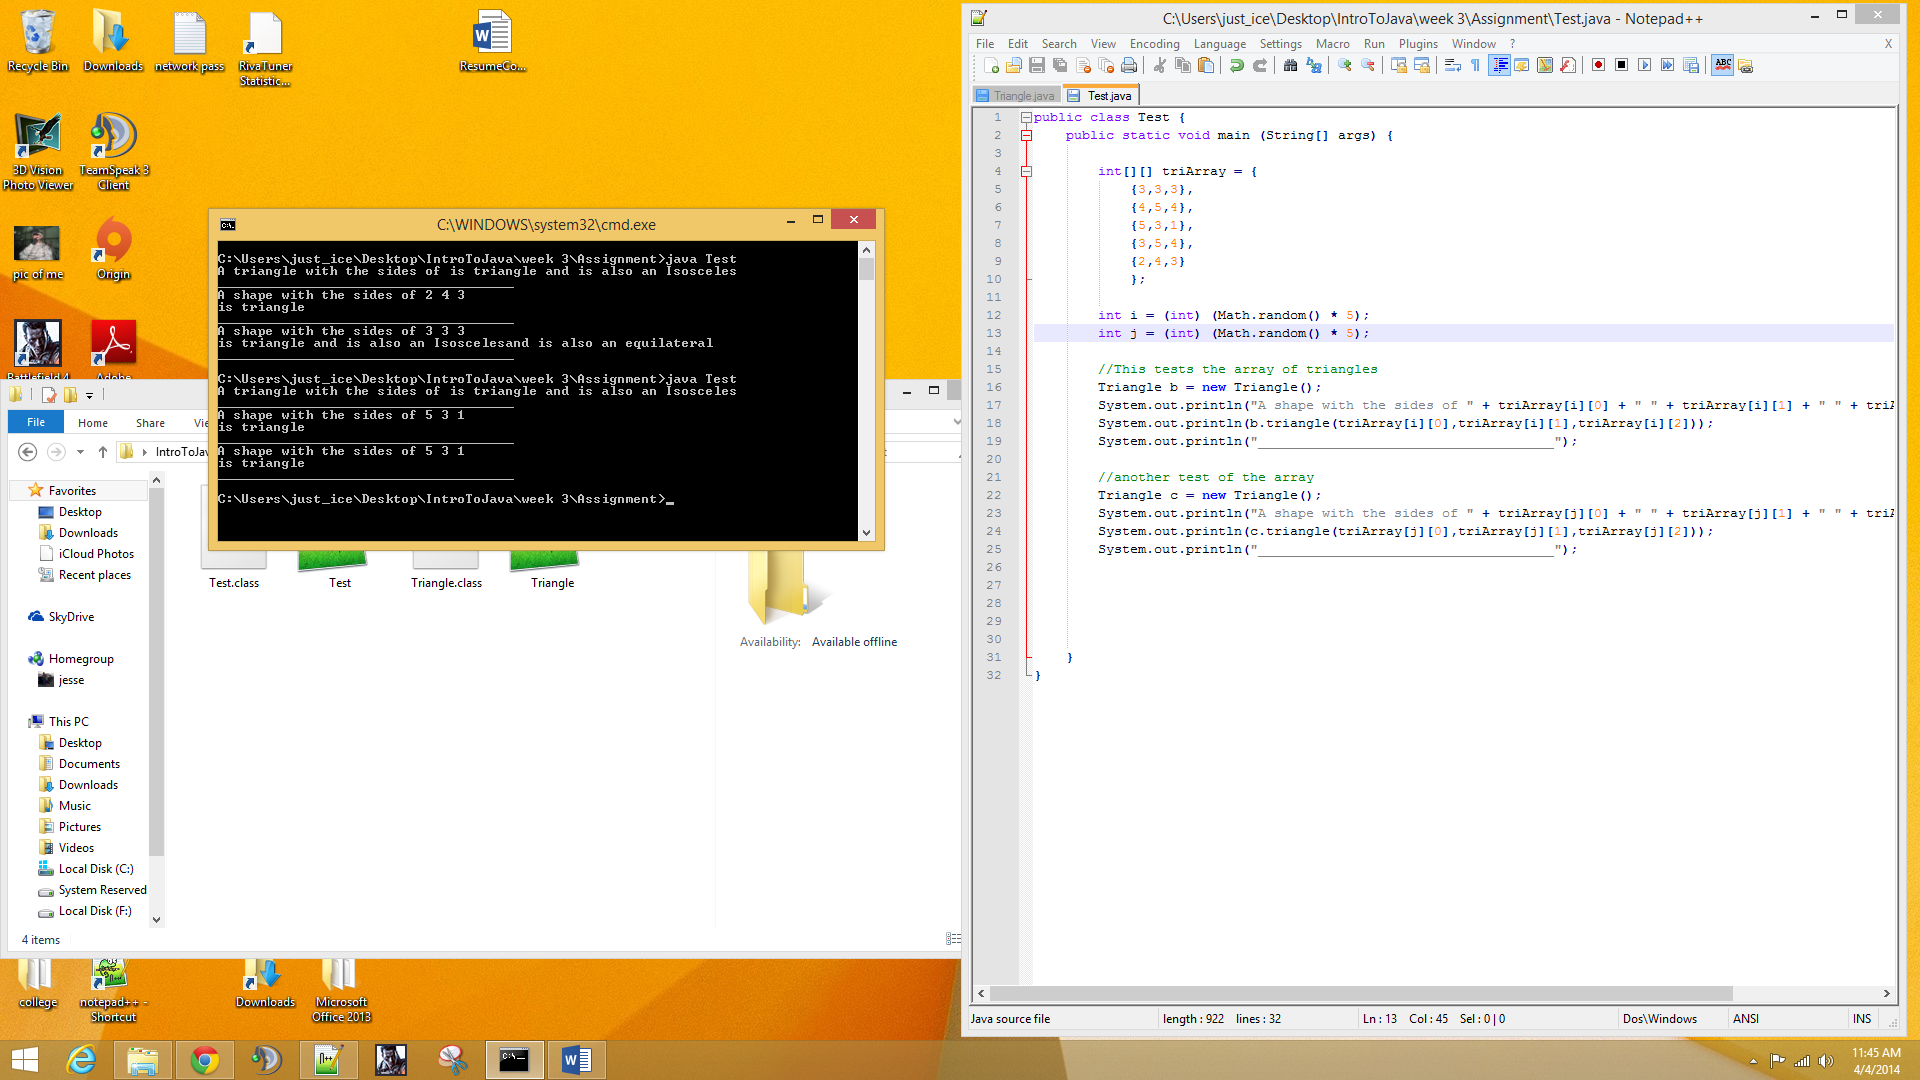 Recycle Bin
Downloads
network pass
RivaTuner
Statistic...
ResumeCo...
3D Vision
Photo Viewer
TeamSpeak 3
Client
pic of me
Origin
Battlefield 4
Adobe
C:\WINDOWS\system32\cmd.exe
C:\Users\just_ice\Desktop\IntroToJava\week 3\Assignment>java Test
A triangle with the sides of is triangle and is also an Isosceles
_____________________________________
A shape with the sides of 2 4 3
is triangle
_____________________________________
A shape with the sides of 3 3 3
is triangle and is also an Isoscelesand is also an equilateral
_____________________________________
C:\Users\just_ice\Desktop\IntroToJava\week 3\Assignment>java Test
A triangle with the sides of is triangle and is also an Isosceles
_____________________________________
A shape with the sides of 5 3 1
is triangle
_____________________________________
A shape with the sides of 5 3 1
is triangle
_____________________________________
C:\Users\just_ice\Desktop\IntroToJava\week 3\Assignment>_
File Home Share Vi
IntroToJav
Favorites
Desktop
Downloads
iCloud Photos
Recent places
SkyDrive
Homegroup
jesse
This PC
Desktop
Documents
Downloads
Music
Pictures
Videos
Local Disk (C:)
System Reserved
Local Disk (F:)
4 items
Test.class
Test
Triangle.class
Triangle
Availability: Available offline
college
notepad++ -
Shortcut
Downloads
Microsoft
Office 2013
C:\Users\just_ice\Desktop\IntroToJava\week 3\Assignment\Test.java - Notepad++
File Edit Search View Encoding Language Settings Macro Run Plugins Window ? X
Triangle.java Test.java
1 public class Test {
2 public static void main (String[] args) {
3
4 int[][] triArray = {
5 {3,3,3},
6 {4,5,4},
7 {5,3,1},
8 {3,5,4},
9 {2,4,3}
10 };
11
12 int i = (int) (Math.random() * 5);
13 int j = (int) (Math.random() * 5);
14
15 //This tests the array of triangles
16 Triangle b = new Triangle();
17 System.out.println("A shape with the sides of " + triArray[i][0] + " " + triArray[i][1] + " " + triA
18 System.out.println(b.triangle(triArray[i][0],triArray[i][1],triArray[i][2]));
19 System.out.println("_____________________________________");
20
21 //another test of the array
22 Triangle c = new Triangle();
23 System.out.println("A shape with the sides of " + triArray[j][0] + " " + triArray[j][1] + " " + triA
24 System.out.println(c.triangle(triArray[j][0],triArray[j][1],triArray[j][2]));
25 System.out.println("_____________________________________");
26
27
28
29
30
31 }
32 }
Java source file length : 922 lines : 32 Ln : 13 Col : 45 Sel : 0 | 0 Dos\Windows ANSI INS
11:45 AM
4/4/2014